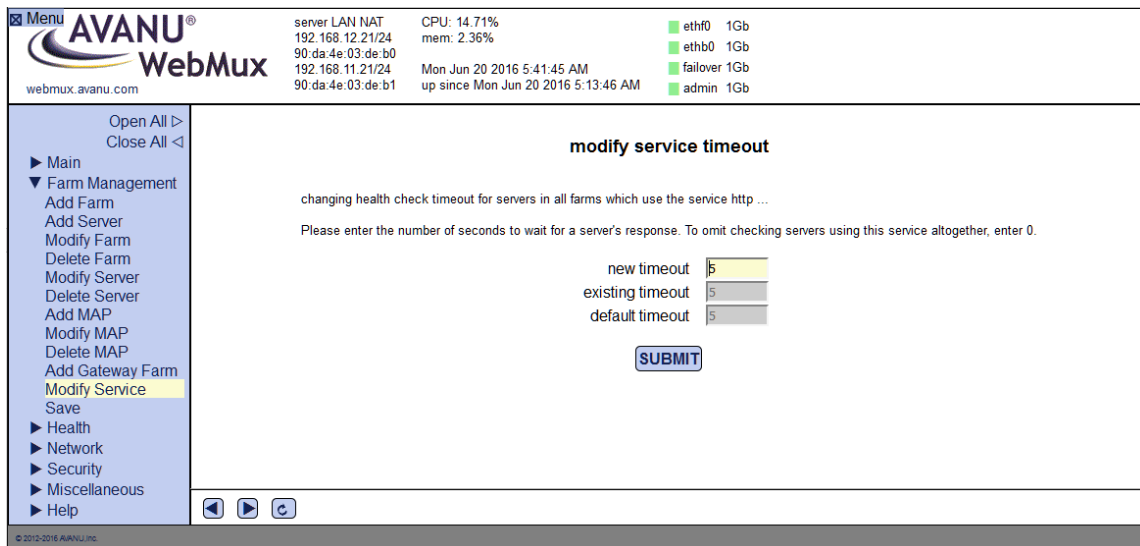 Menu
AVANU®
WebMux
webmux.avanu.com
server LAN NAT
192.168.12.21/24
90:da:4e:03:de:b0
192.168.11.21/24
90:da:4e:03:de:b1
CPU: 14.71%
mem: 2.36%
Mon Jun 20 2016 5:41:45 AM
up since Mon Jun 20 2016 5:13:46 AM
ethf0 1Gb
ethb0 1Gb
failover 1Gb
admin 1Gb
Open All ▷
Close All ◁
▶ Main
▼ Farm Management
Add Farm
Add Server
Modify Farm
Delete Farm
Modify Server
Delete Server
Add MAP
Modify MAP
Delete MAP
Add Gateway Farm
Modify Service
Save
▶ Health
▶ Network
▶ Security
▶ Miscellaneous
▶ Help
modify service timeout
changing health check timeout for servers in all farms which use the service http ...
Please enter the number of seconds to wait for a server's response. To omit checking servers using this service altogether, enter 0.
new timeout 5
existing timeout 5
default timeout 5
SUBMIT
© 2012-2016 AVANU,Inc.